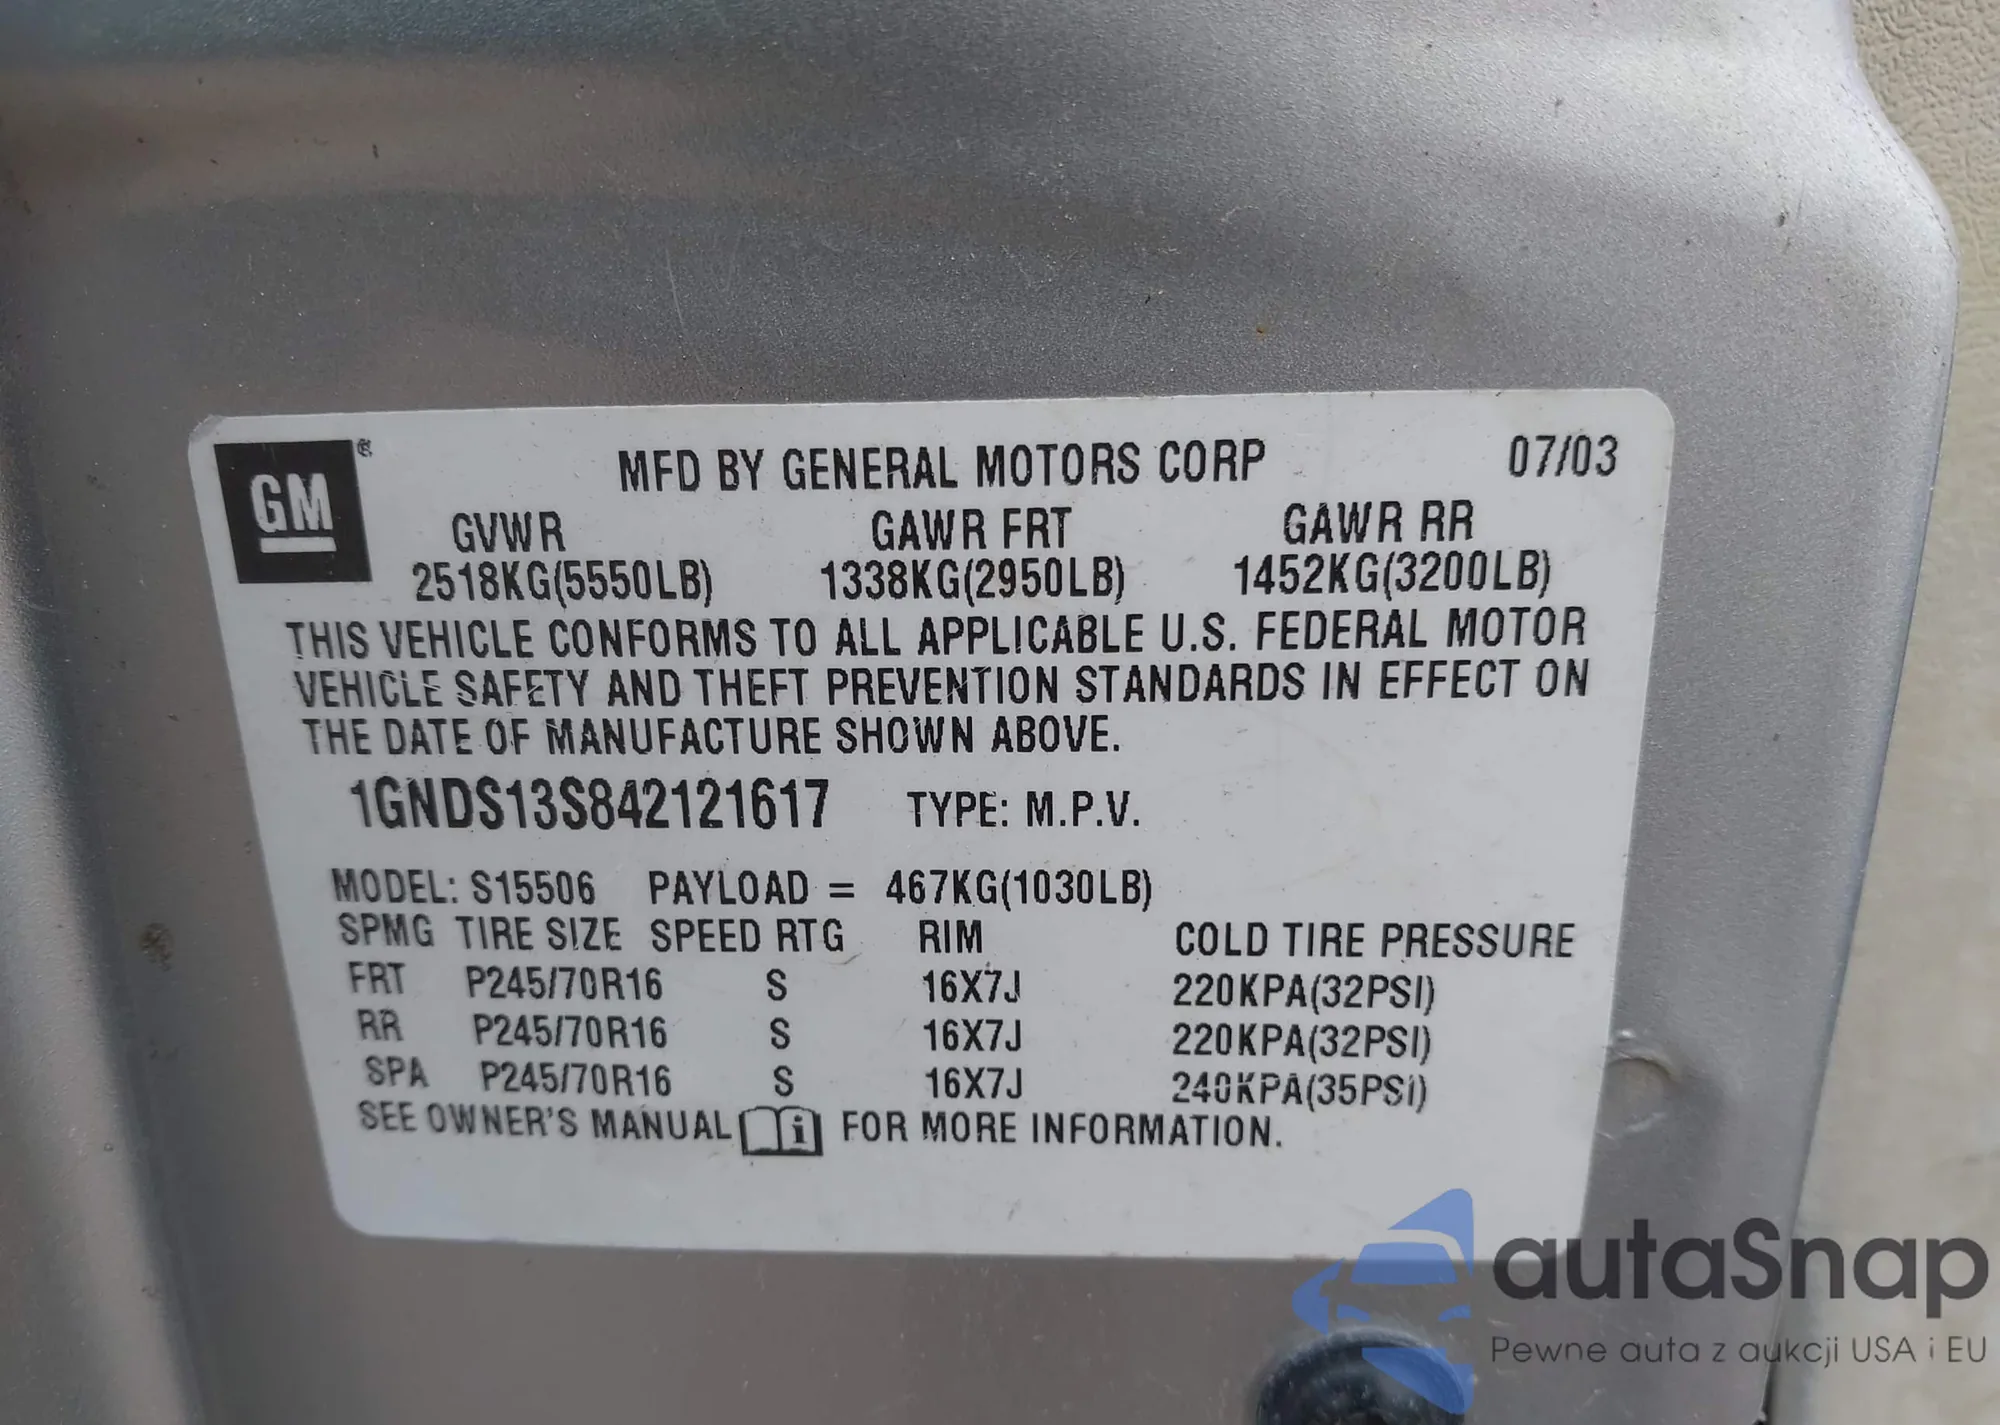 GM ®
MFD BY GENERAL MOTORS CORP 07/03
GVWR GAWR FRT GAWR RR
2518KG(5550LB) 1338KG(2950LB) 1452KG(3200LB)
THIS VEHICLE CONFORMS TO ALL APPLICABLE U.S. FEDERAL MOTOR
VEHICLE SAFETY AND THEFT PREVENTION STANDARDS IN EFFECT ON
THE DATE OF MANUFACTURE SHOWN ABOVE.
1GNDS13S842121617 TYPE: M.P.V.
MODEL: S15506 PAYLOAD = 467KG(1030LB)
SPMG TIRE SIZE SPEED RTG RIM COLD TIRE PRESSURE
FRT P245/70R16 S 16X7J 220KPA(32PSI)
RR P245/70R16 S 16X7J 220KPA(32PSI)
SPA P245/70R16 S 16X7J 240KPA(35PSI)
SEE OWNER'S MANUAL i FOR MORE INFORMATION.
autaSnap
Pewne auta z aukcji USA i EU